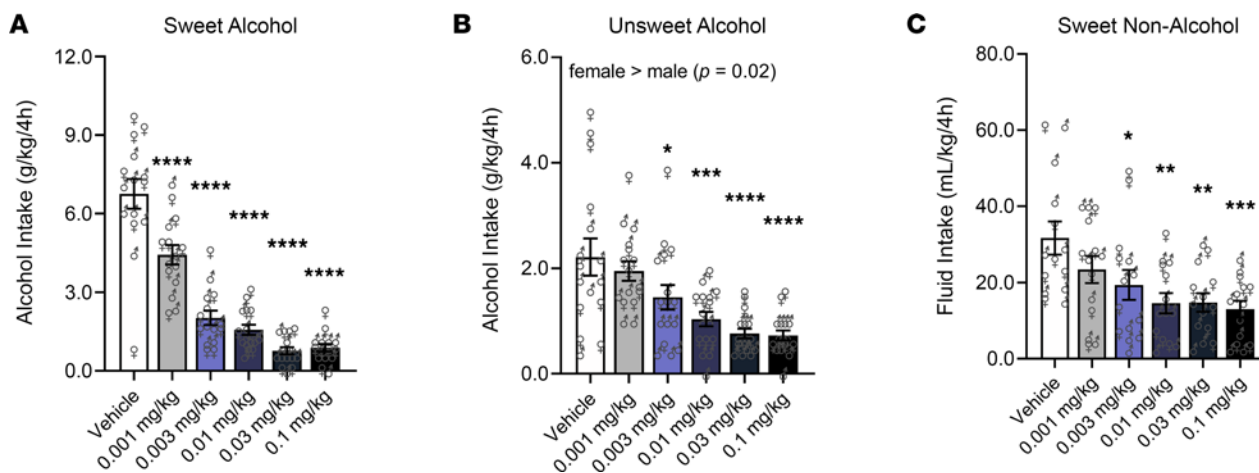 A
Sweet Alcohol
Alcohol Intake (g/kg/4h)
12.0
9.0
6.0
3.0
0.0
****
****
****
****
****
Vehicle
0.001 mg/kg
0.003 mg/kg
0.01 mg/kg
0.03 mg/kg
0.1 mg/kg
B
Unsweet Alcohol
female > male (p = 0.02)
Alcohol Intake (g/kg/4h)
6.0
4.0
2.0
0.0
*
***
****
****
Vehicle
0.001 mg/kg
0.003 mg/kg
0.01 mg/kg
0.03 mg/kg
0.1 mg/kg
C
Sweet Non-Alcohol
Fluid Intake (mL/kg/4h)
80.0
60.0
40.0
20.0
0.0
*
**
**
***
Vehicle
0.001 mg/kg
0.003 mg/kg
0.01 mg/kg
0.03 mg/kg
0.1 mg/kg